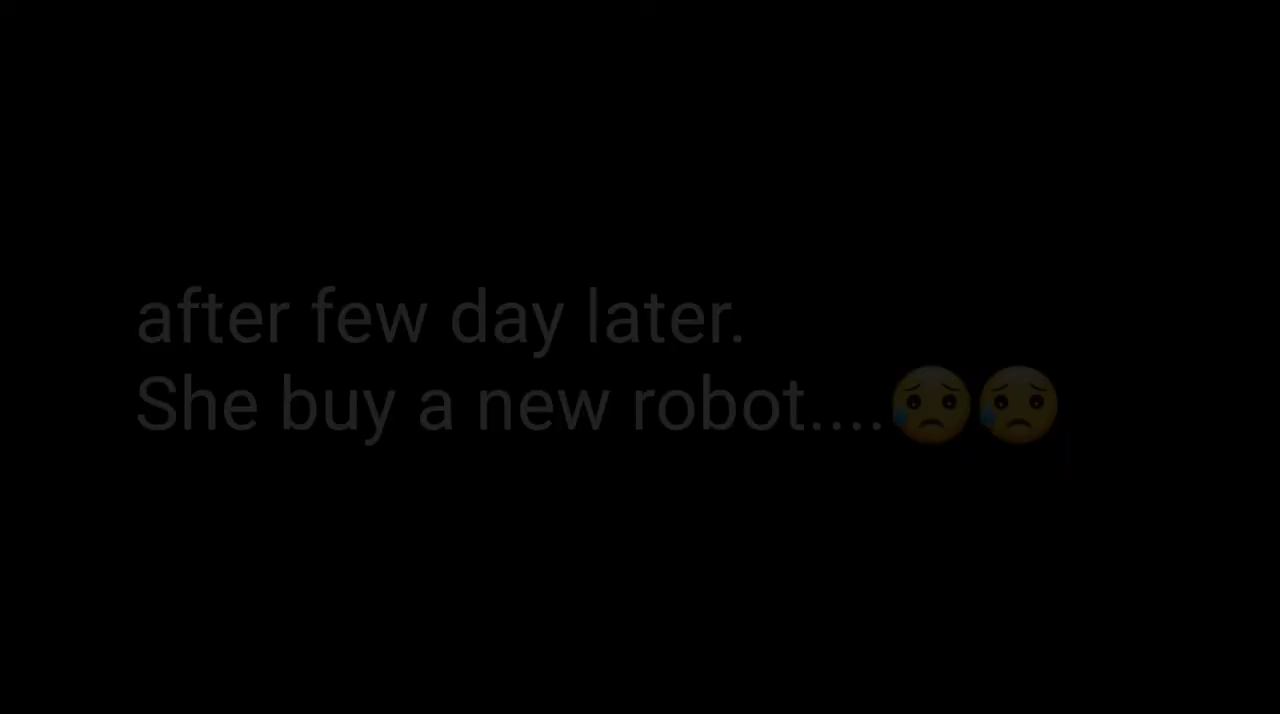 after few day later.
She buy a new robot....😥😥